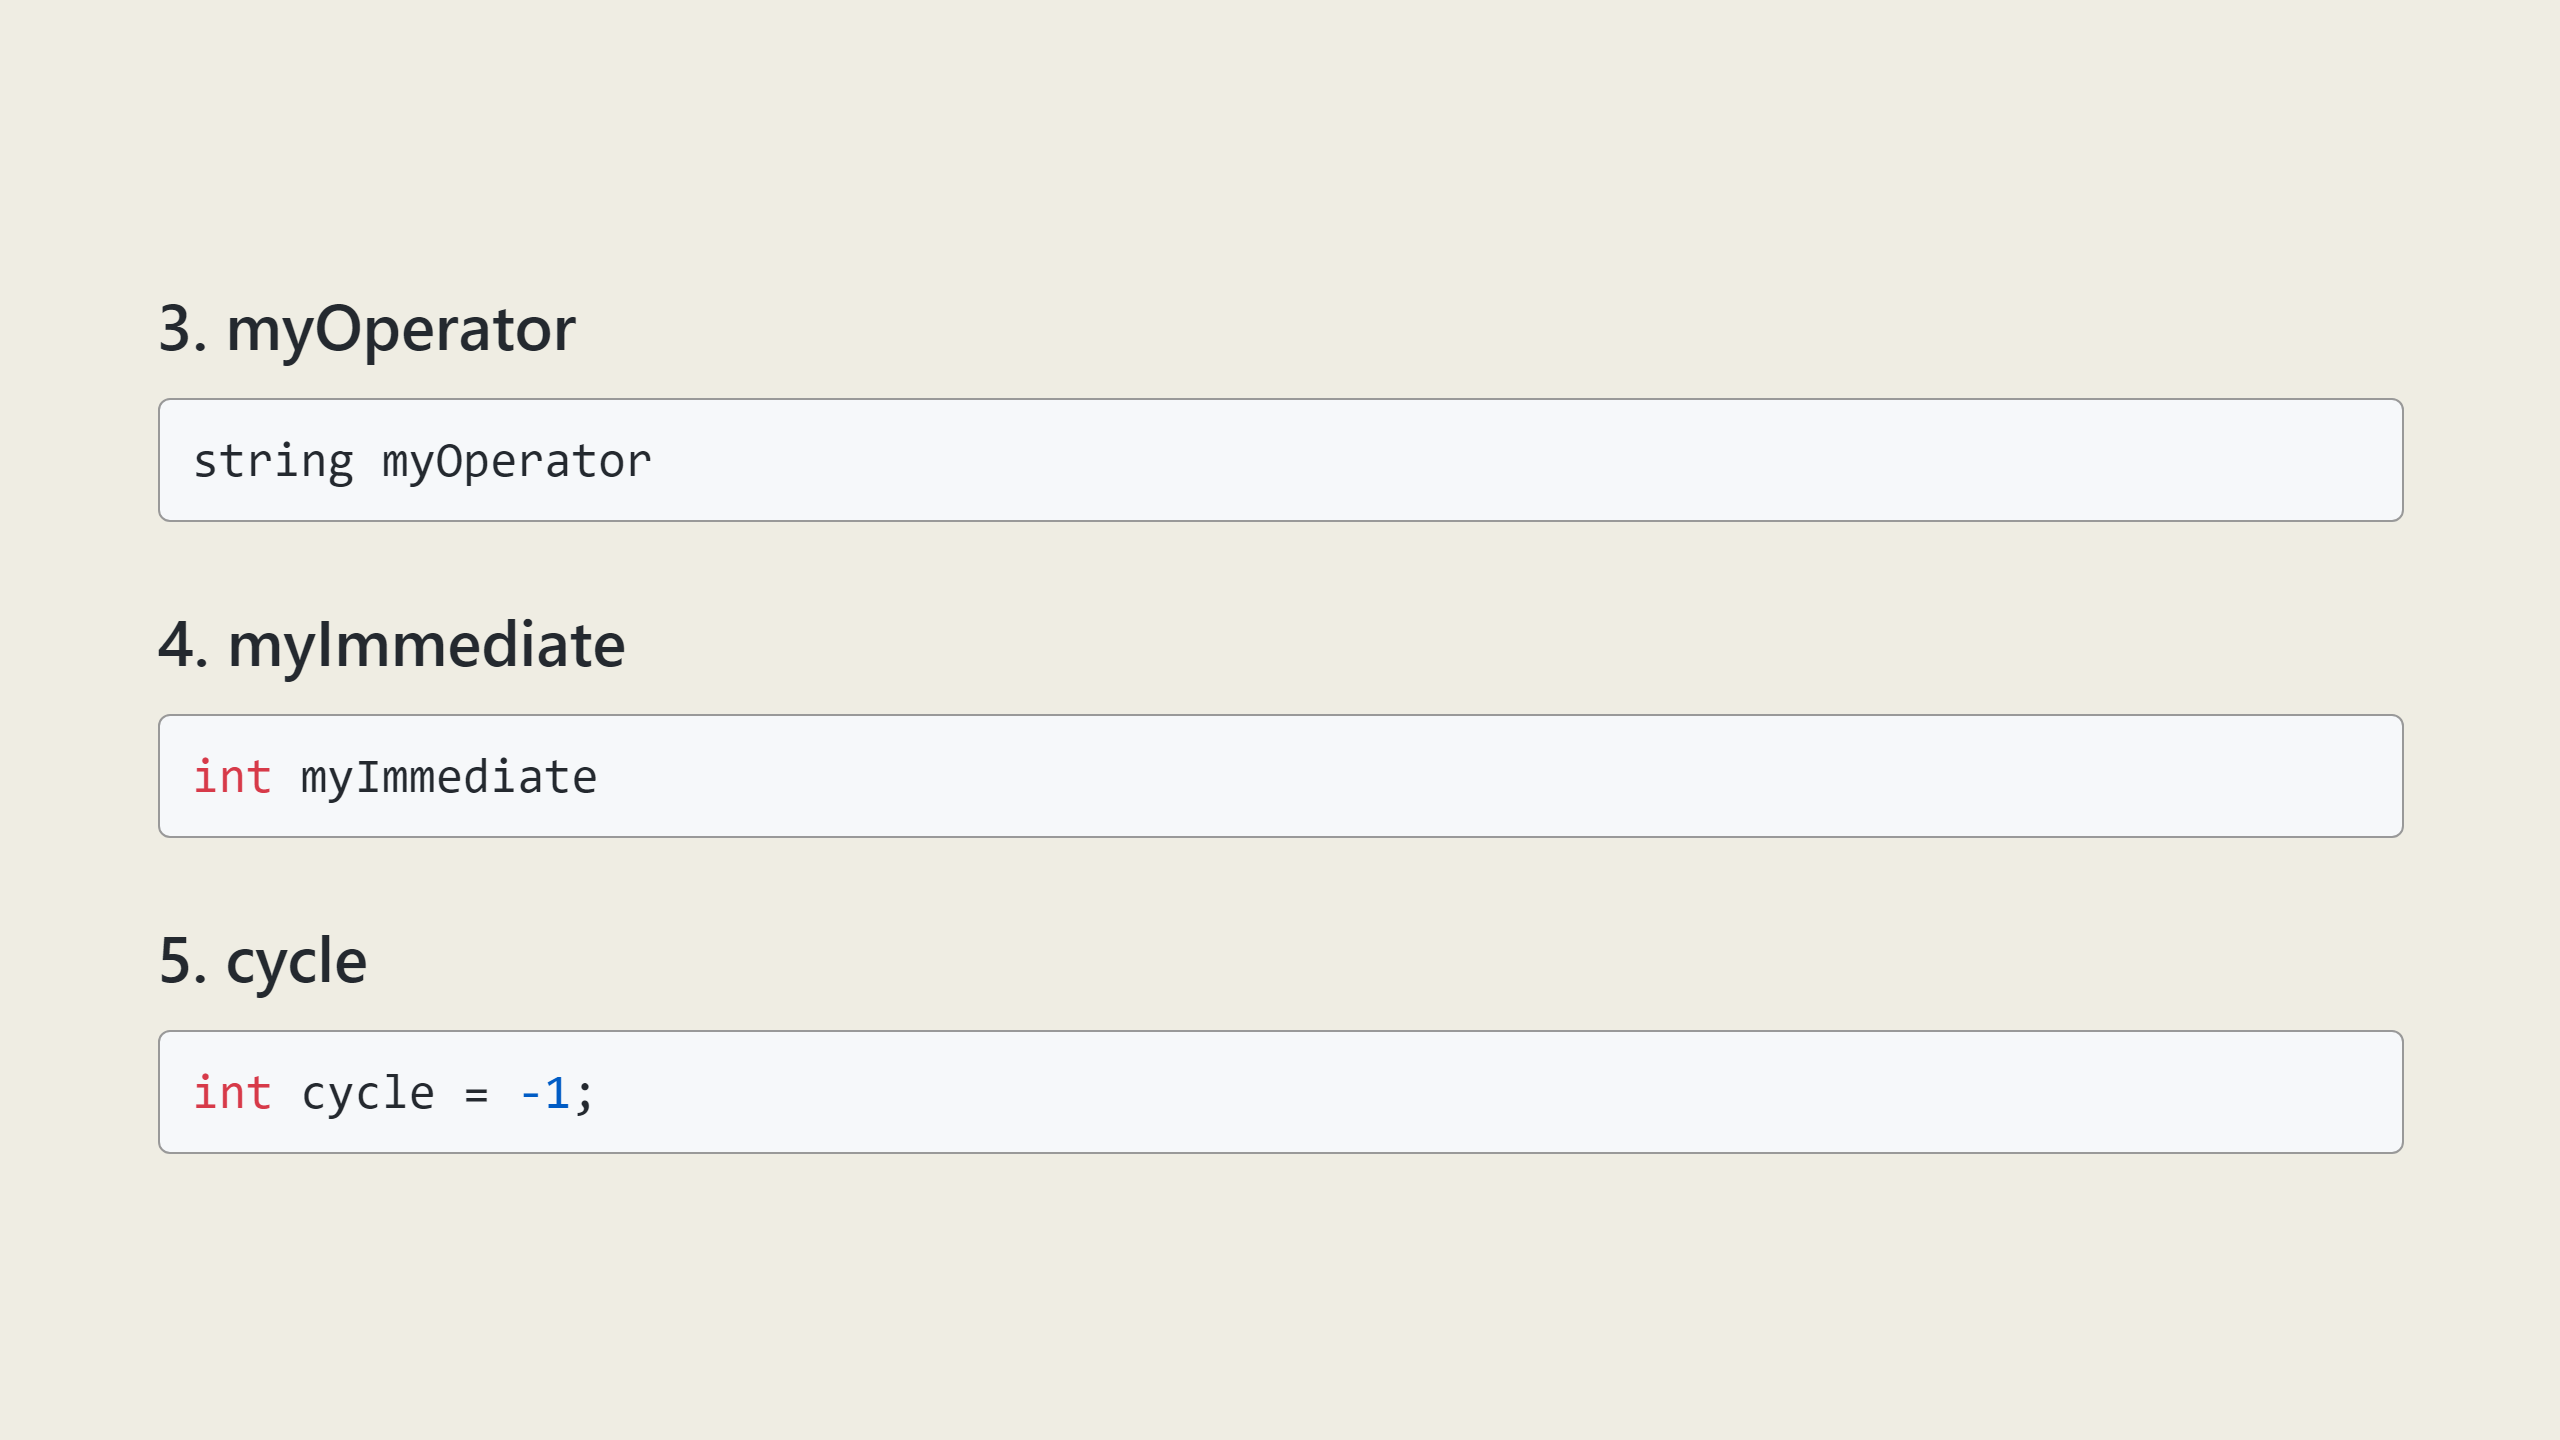 3. myOperator
string myOperator
4. myImmediate
int myImmediate
5. cycle
int cycle = -1;